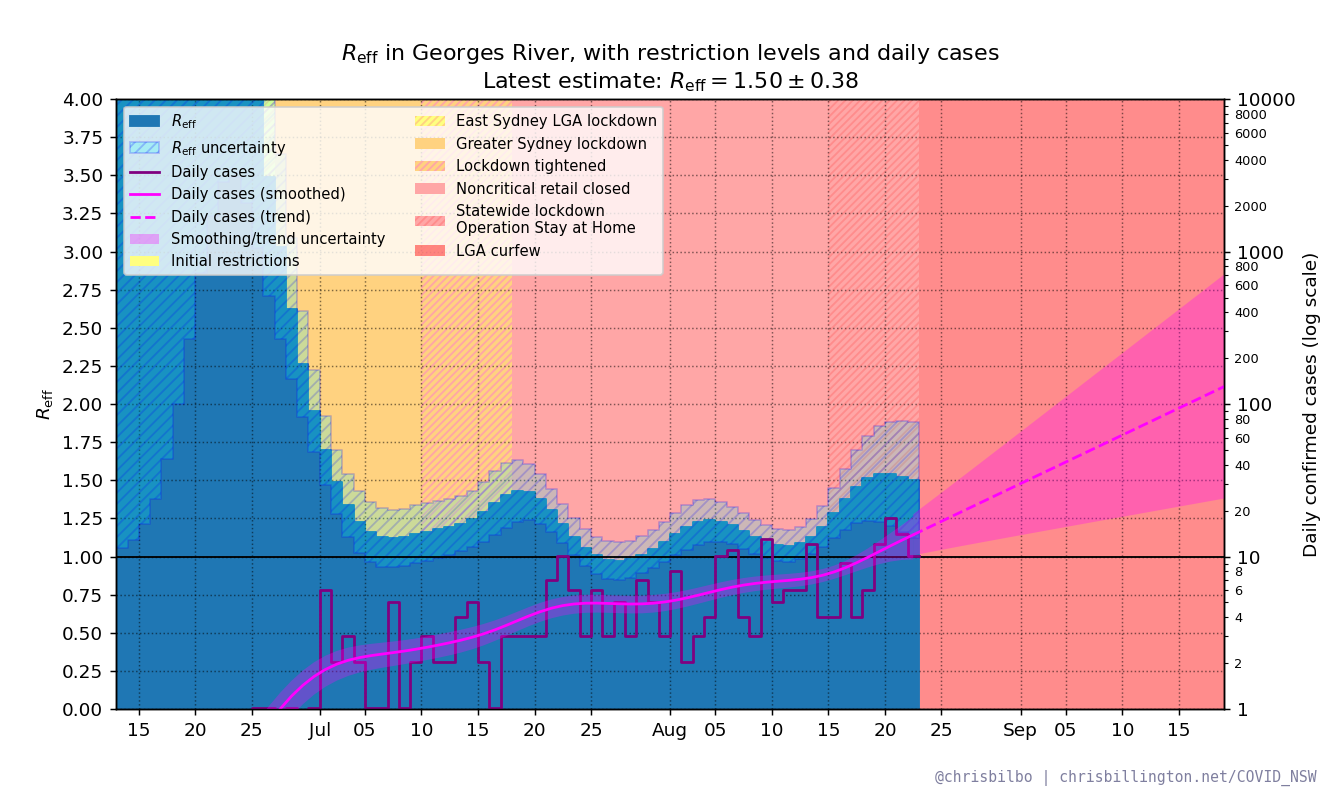 Reff in Georges River, with restriction levels and daily cases
Latest estimate: Reff = 1.50 ± 0.38
Reff
Reff uncertainty
Daily cases
Daily cases (smoothed)
Daily cases (trend)
Smoothing/trend uncertainty
Initial restrictions
East Sydney LGA lockdown
Greater Sydney lockdown
Lockdown tightened
Noncritical retail closed
Statewide lockdown
Operation Stay at Home
LGA curfew
Reff
4.00
3.75
3.50
3.25
3.00
2.75
2.50
2.25
2.00
1.75
1.50
1.25
1.00
0.75
0.50
0.25
0.00
15 20 25 Jul 05 10 15 20 25 Aug 05 10 15 20 25 Sep 05 10 15
10000
8000
6000
4000
2000
1000
800
600
400
200
100
80
60
40
20
10
8
6
4
2
1
Daily confirmed cases (log scale)
@chrisbilbo | chrisbillington.net/COVID_NSW